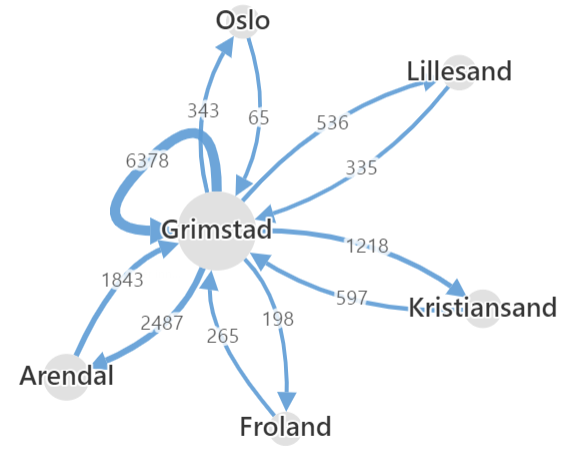 Oslo
Lillesand
343
65
536
6378
335
Grimstad
1218
1843
597
Kristiansand
2487
198
265
Arendal
Froland